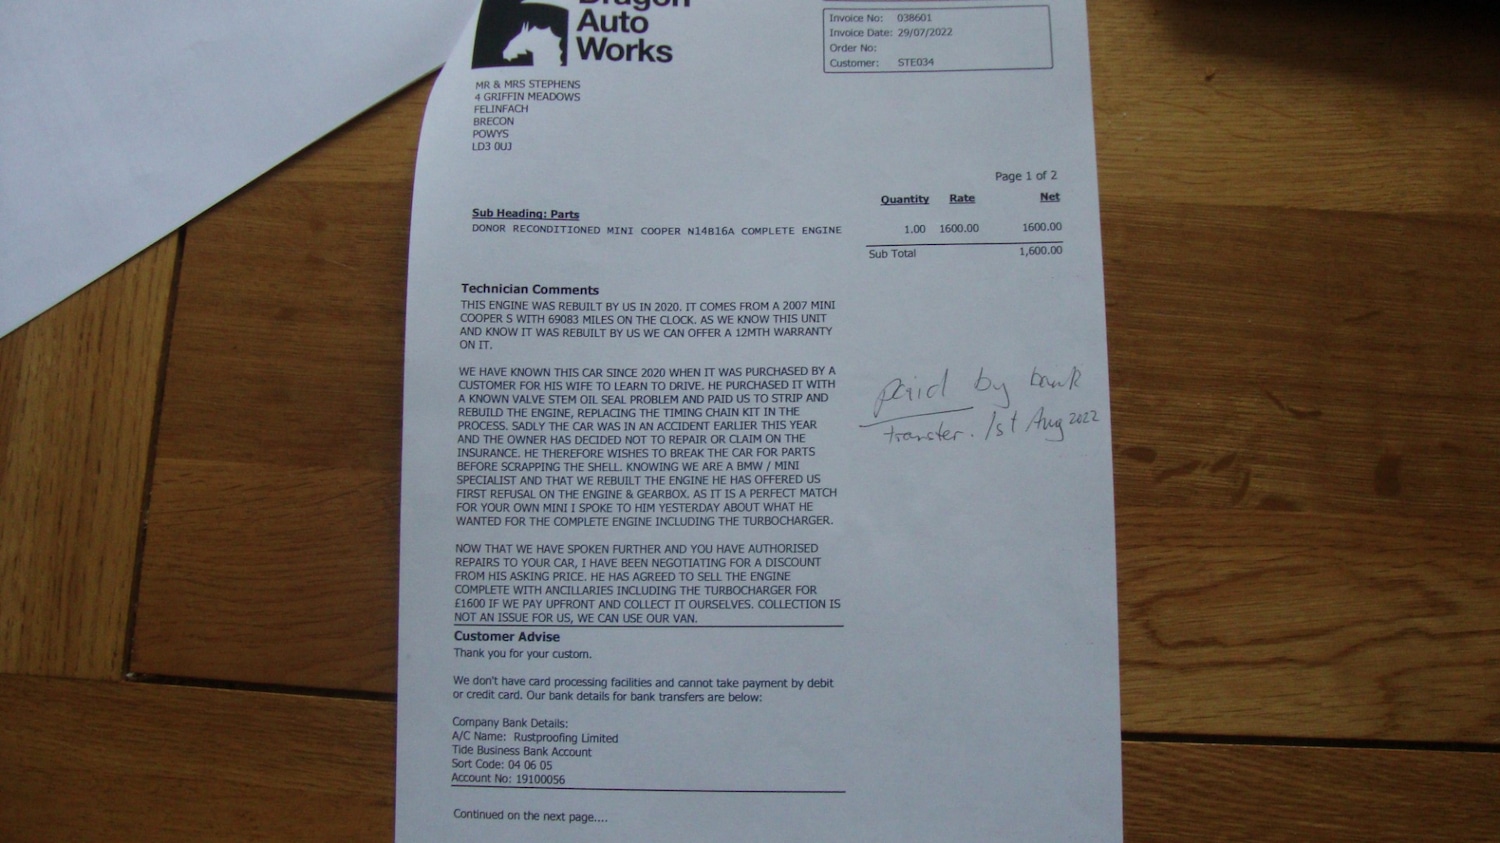 Dragon
Auto
Works
Invoice No: 038601
Invoice Date: 29/07/2022
Order No:
Customer: STE034
MR & MRS STEPHENS
4 GRIFFIN MEADOWS
FELINFACH
BRECON
POWYS
LD3 0UJ
Page 1 of 2
Quantity Rate Net
Sub Heading: Parts
DONOR RECONDITIONED MINI COOPER N14B16A COMPLETE ENGINE 1.00 1600.00 1600.00
Sub Total 1,600.00
Technician Comments
THIS ENGINE WAS REBUILT BY US IN 2020. IT COMES FROM A 2007 MINI
COOPER S WITH 69083 MILES ON THE CLOCK. AS WE KNOW THIS UNIT
AND KNOW IT WAS REBUILT BY US WE CAN OFFER A 12MTH WARRANTY
ON IT.
WE HAVE KNOWN THIS CAR SINCE 2020 WHEN IT WAS PURCHASED BY A
CUSTOMER FOR HIS WIFE TO LEARN TO DRIVE. HE PURCHASED IT WITH
A KNOWN VALVE STEM OIL SEAL PROBLEM AND PAID US TO STRIP AND
REBUILD THE ENGINE, REPLACING THE TIMING CHAIN KIT IN THE
PROCESS. SADLY THE CAR WAS IN AN ACCIDENT EARLIER THIS YEAR
AND THE OWNER HAS DECIDED NOT TO REPAIR OR CLAIM ON THE
INSURANCE. HE THEREFORE WISHES TO BREAK THE CAR FOR PARTS
BEFORE SCRAPPING THE SHELL. KNOWING WE ARE A BMW / MINI
SPECIALIST AND THAT WE REBUILT THE ENGINE HE HAS OFFERED US
FIRST REFUSAL ON THE ENGINE & GEARBOX. AS IT IS A PERFECT MATCH
FOR YOUR OWN MINI I SPOKE TO HIM YESTERDAY ABOUT WHAT HE
WANTED FOR THE COMPLETE ENGINE INCLUDING THE TURBOCHARGER.
NOW THAT WE HAVE SPOKEN FURTHER AND YOU HAVE AUTHORISED
REPAIRS TO YOUR CAR, I HAVE BEEN NEGOTIATING FOR A DISCOUNT
FROM HIS ASKING PRICE. HE HAS AGREED TO SELL THE ENGINE
COMPLETE WITH ANCILLARIES INCLUDING THE TURBOCHARGER FOR
£1600 IF WE PAY UPFRONT AND COLLECT IT OURSELVES. COLLECTION IS
NOT AN ISSUE FOR US, WE CAN USE OUR VAN.
paid by bank
transfer. 1st Aug 2022
Customer Advise
Thank you for your custom.
We don't have card processing facilities and cannot take payment by debit
or credit card. Our bank details for bank transfers are below:
Company Bank Details:
A/C Name: Rustproofing Limited
Tide Business Bank Account
Sort Code: 04 06 05
Account No: 19100056
Continued on the next page....